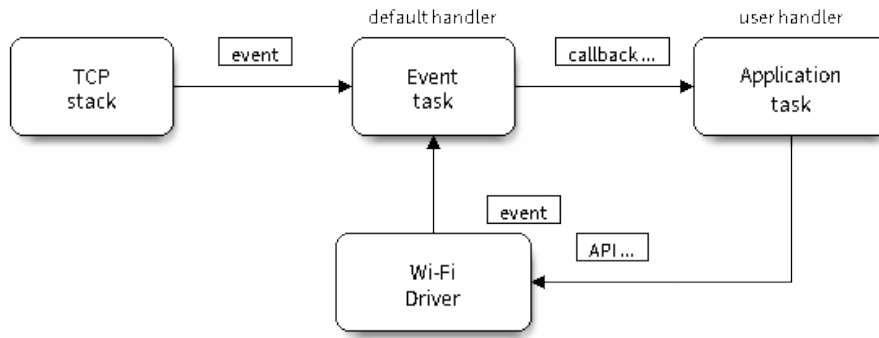 default handler
user handler
event
callback ...
TCP
stack
Event
task
Application
task
event
API ...
Wi-Fi
Driver